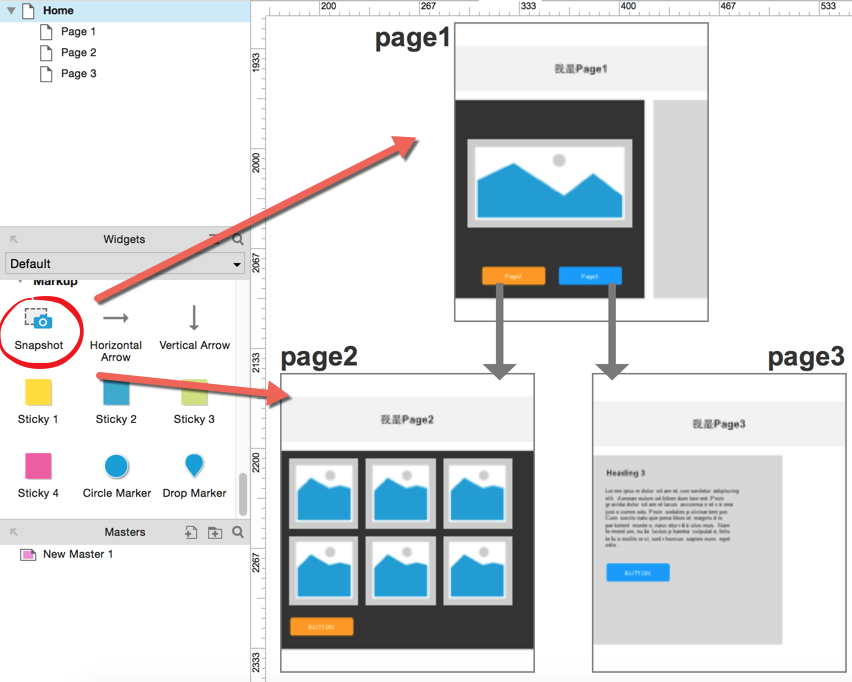 Home
Page 1
Page 2
Page 3
Widgets
Default
Markup
Snapshot
Horizontal
Arrow
Vertical Arrow
Sticky 1
Sticky 2
Sticky 3
Sticky 4
Circle Marker
Drop Marker
Masters
New Master 1
200
267
333
400
467
533
1933
2000
2067
2133
2200
2267
2333
page1
我是Page1
Page2
Page3
page2
我是Page2
BUTTON
page3
我是Page3
Heading 3
BUTTON